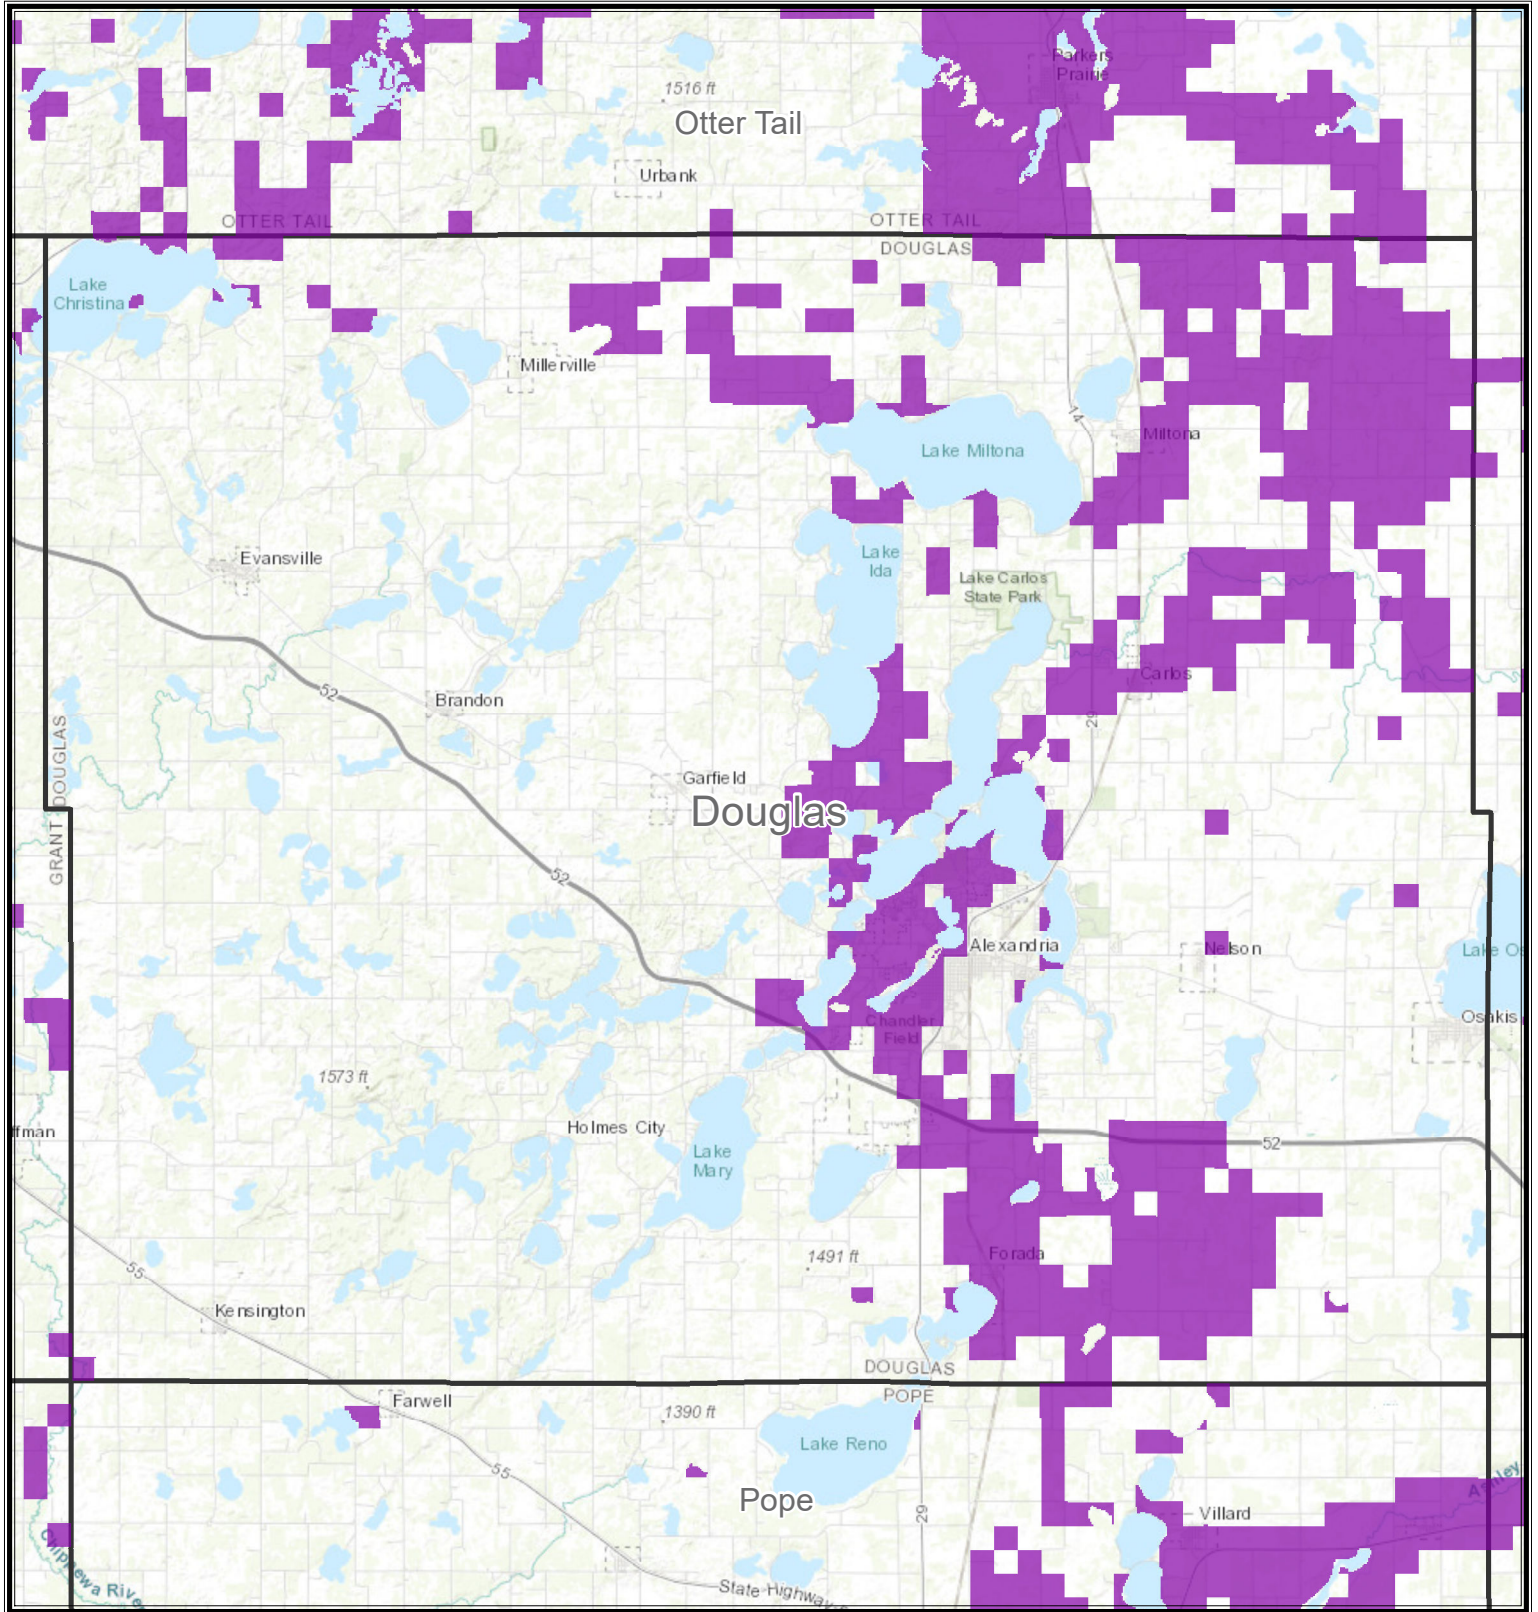 Parkers
Prairie
1516 ft
Otter Tail
Urbank
OTTER TAIL
OTTER TAIL
DOUGLAS
Lake
Christina
Millerville
14
Miltona
Lake Miltona
Evansville
Lake
Ida
Lake Carlos
State Park
Carlos
52
Brandon
29
GRANT
DOUGLAS
Garfield
Douglas
52
Alexandria
Nelson
Lake Os
Osakis
Chandler
Field
1573 ft
ffman
Holmes City
52
Lake
Mary
1491 ft
Forada
55
Kensington
DOUGLAS
POPE
Farwell
1390 ft
Lake Reno
55
Pope
29
Villard
Ashley
Chippewa River
State Highway